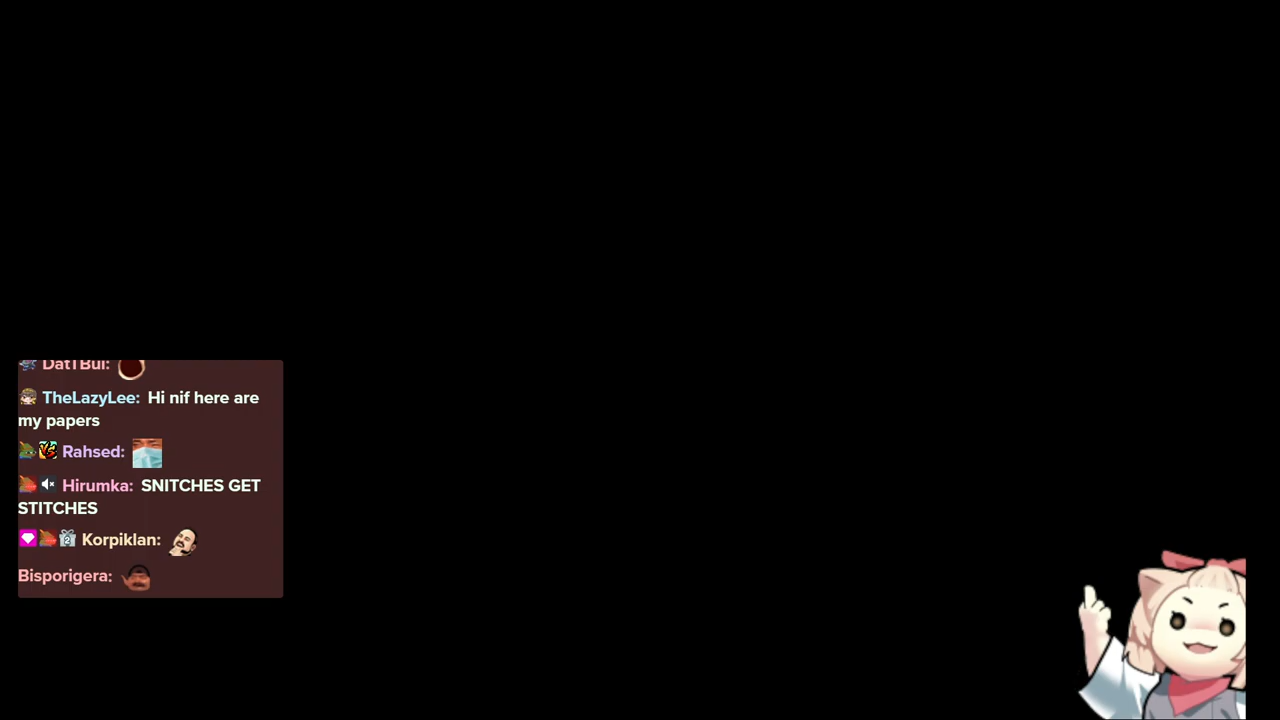 DatTBui:
TheLazyLee: Hi nif here are
my papers
Rahsed:
Hirumka: SNITCHES GET
STITCHES
Korpiklan:
Bisporigera: